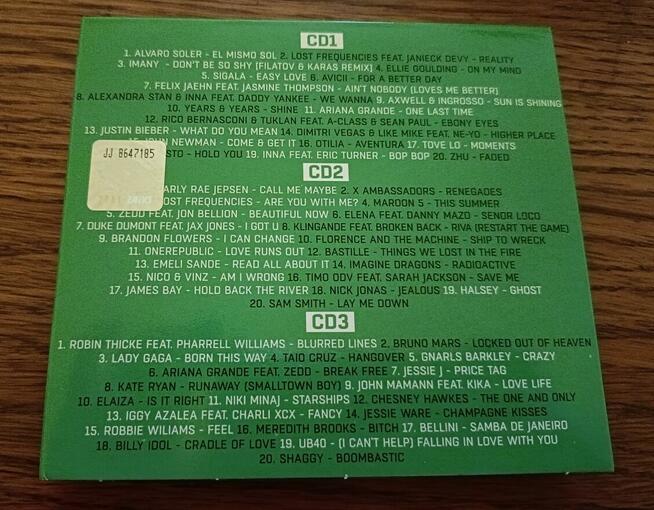 CD1
1. ALVARO SOLER - EL MISMO SOL 2. LOST FREQUENCIES FEAT. JANIECK DEVY - REALITY
3. IMANY - DON'T BE SO SHY [FILATOV & KARAS REMIX] 4. ELLIE GOULDING - ON MY MIND
5. SIGALA - EASY LOVE 6. AVICII - FOR A BETTER DAY
7. FELIX JAEHN FEAT. JASMINE THOMPSON - AIN'T NOBODY (LOVES ME BETTER)
8. ALEXANDRA STAN & INNA FEAT. DADDY YANKEE - WE WANNA 9. AXWELL & INGROSSO - SUN IS SHINING
10. YEARS & YEARS - SHINE 11. ARIANA GRANDE - ONE LAST TIME
12. RICO BERNASCONI & TUKLAN FEAT. A-CLASS & SEAN PAUL - EBONY EYES
13. JUSTIN BIEBER - WHAT DO YOU MEAN 14. DIMITRI VEGAS & LIKE MIKE FEAT. NE-YO - HIGHER PLACE
15. JOHN NEWMAN - COME & GET IT 16. OTILIA - AVENTURA 17. TOVE LO - MOMENTS
JJ 8647185
STO - HOLD YOU 19. INNA FEAT. ERIC TURNER - BOP BOP 20. ZHU - FADED
CD2
ARLY RAE JEPSEN - CALL ME MAYBE 2. X AMBASSADORS - RENEGADES
OST FREQUENCIES - ARE YOU WITH ME? 4. MAROON 5 - THIS SUMMER
5. ZEDD FEAT. JON BELLION - BEAUTIFUL NOW 6. ELENA FEAT. DANNY MAZO - SENOR LOCO
7. DUKE DUMONT FEAT. JAX JONES - I GOT U 8. KLINGANDE FEAT. BROKEN BACK - RIVA (RESTART THE GAME)
9. BRANDON FLOWERS - I CAN CHANGE 10. FLORENCE AND THE MACHINE - SHIP TO WRECK
11. ONEREPUBLIC - LOVE RUNS OUT 12. BASTILLE - THINGS WE LOST IN THE FIRE
13. EMELI SANDE - READ ALL ABOUT IT 14. IMAGINE DRAGONS - RADIOACTIVE
15. NICO & VINZ - AM I WRONG 16. TIMO ODV FEAT. SARAH JACKSON - SAVE ME
17. JAMES BAY - HOLD BACK THE RIVER 18. NICK JONAS - JEALOUS 19. HALSEY - GHOST
20. SAM SMITH - LAY ME DOWN
CD3
1. ROBIN THICKE FEAT. PHARRELL WILLIAMS - BLURRED LINES 2. BRUNO MARS - LOCKED OUT OF HEAVEN
3. LADY GAGA - BORN THIS WAY 4. TAIO CRUZ - HANGOVER 5. GNARLS BARKLEY - CRAZY
6. ARIANA GRANDE FEAT. ZEDD - BREAK FREE 7. JESSIE J - PRICE TAG
8. KATE RYAN - RUNAWAY (SMALLTOWN BOY) 9. JOHN MAMANN FEAT. KIKA - LOVE LIFE
10. ELAIZA - IS IT RIGHT 11. NIKI MINAJ - STARSHIPS 12. CHESNEY HAWKES - THE ONE AND ONLY
13. IGGY AZALEA FEAT. CHARLI XCX - FANCY 14. JESSIE WARE - CHAMPAGNE KISSES
15. ROBBIE WILIAMS - FEEL 16. MEREDITH BROOKS - BITCH 17. BELLINI - SAMBA DE JANEIRO
18. BILLY IDOL - CRADLE OF LOVE 19. UB40 - (I CAN'T HELP) FALLING IN LOVE WITH YOU
20. SHAGGY - BOOMBASTIC